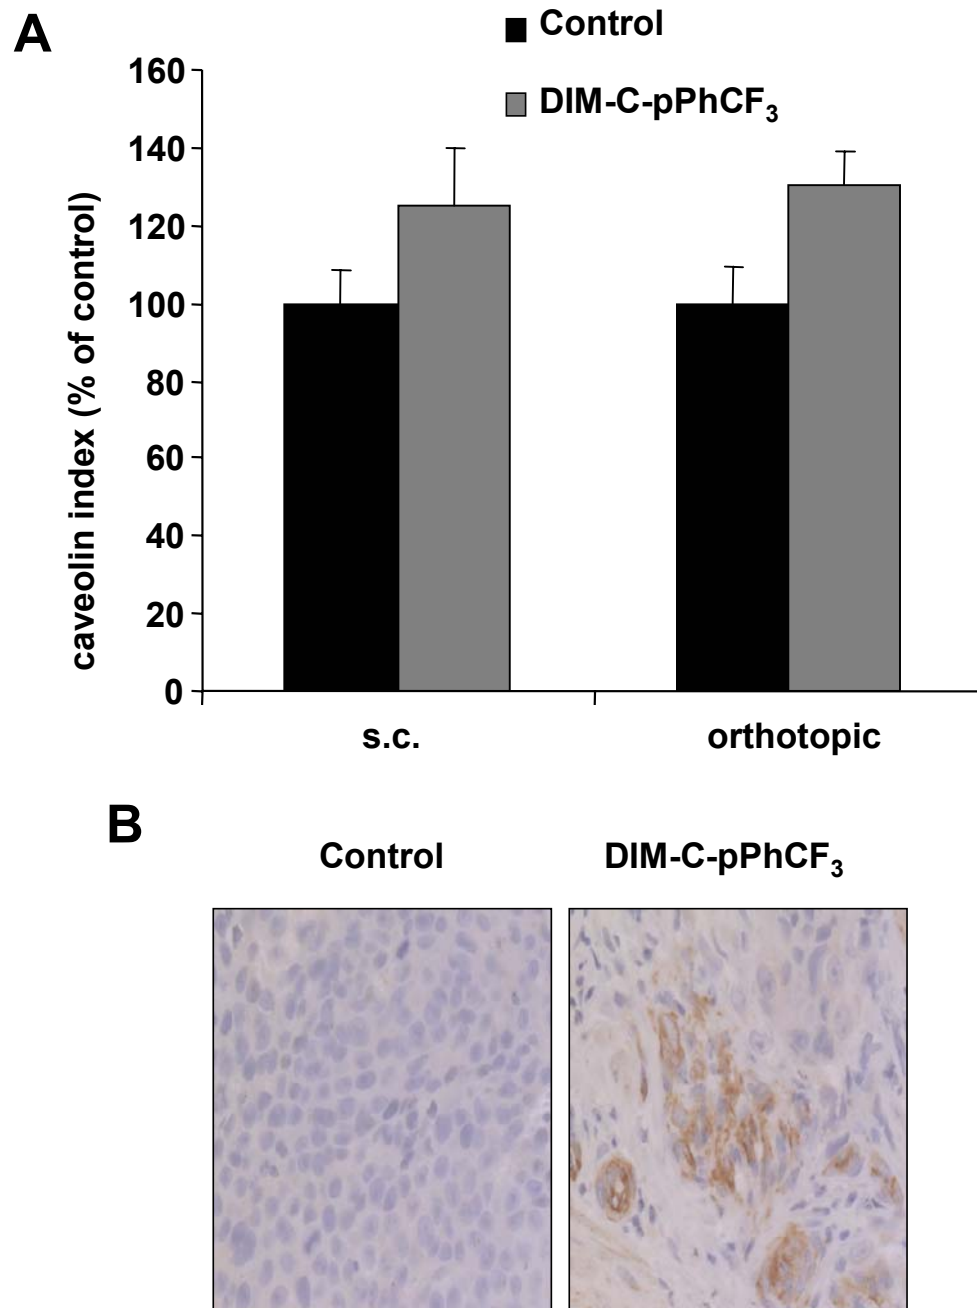 A
Control
DIM-C-pPhCF₃
160
140
120
100
80
60
40
20
0
caveolin index (% of control)
s.c. orthotopic
B
Control DIM-C-pPhCF₃